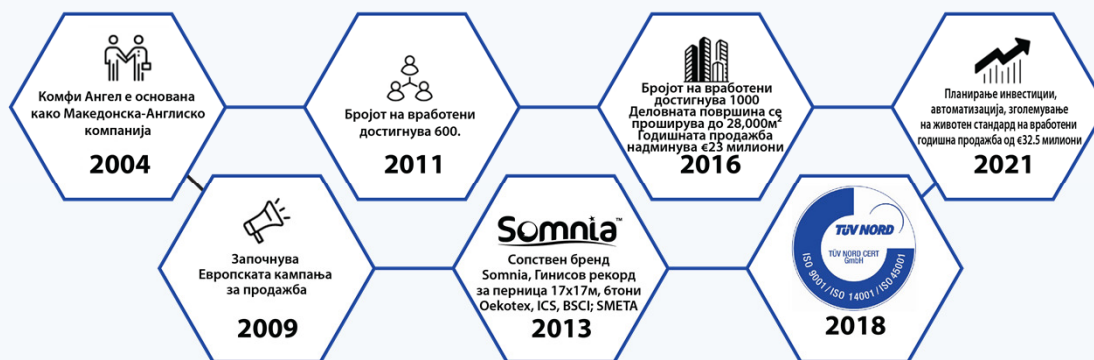 Комфи Ангел е основана
како Македонска-Англиско
компанија
2004
Започнува
Европската кампања
за продажба
2009
Бројот на вработени
достигнува 600.
2011
Somnia™
Сопствен бренд
Somnia, Гинисов рекорд
за перница 17х17м, 6тони
Oekotex, ICS, BSCI; SMETA
2013
Бројот на вработени
достигнува 1000
Деловната површина се
проширува до 28,000м²
Годишната продажба
надминува €23 милиони
2016
TÜV NORD
TÜV NORD CERT
GmbH
ISO 9001/ISO 14001/ISO 45001
2018
Планирање инвестиции,
автоматизација, зголемување
на животен стандард на вработени
годишна продажба од €32.5 милиони
2021